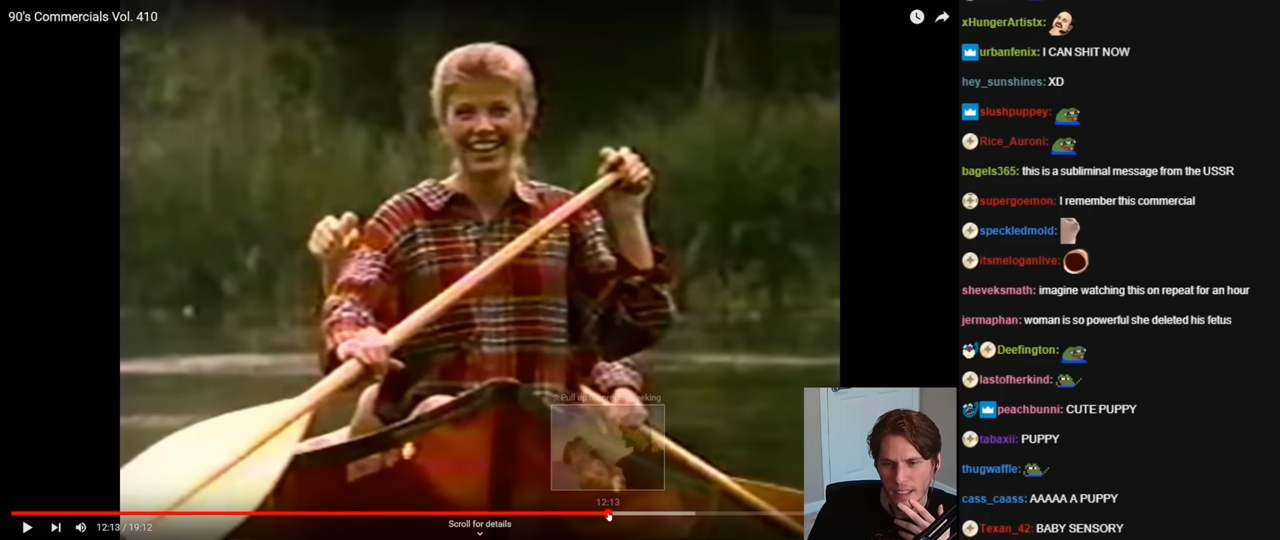 90's Commercials Vol. 410
12:13
12:13 / 19:12
Scroll for details
xHungerArtistx:
urbanfenix: I CAN SHIT NOW
hey_sunshines: XD
slushpuppey:
Rice_Auroni:
bagels365: this is a subliminal message from the USSR
supergoemon: I remember this commercial
speckledmold:
itsmeloganlive:
sheveksmath: imagine watching this on repeat for an hour
jermaphan: woman is so powerful she deleted his fetus
Deefington:
lastofherkind:
peachbunni: CUTE PUPPY
tabaxii: PUPPY
thugwaffle:
cass_caass: AAAAA A PUPPY
Texan_42: BABY SENSORY